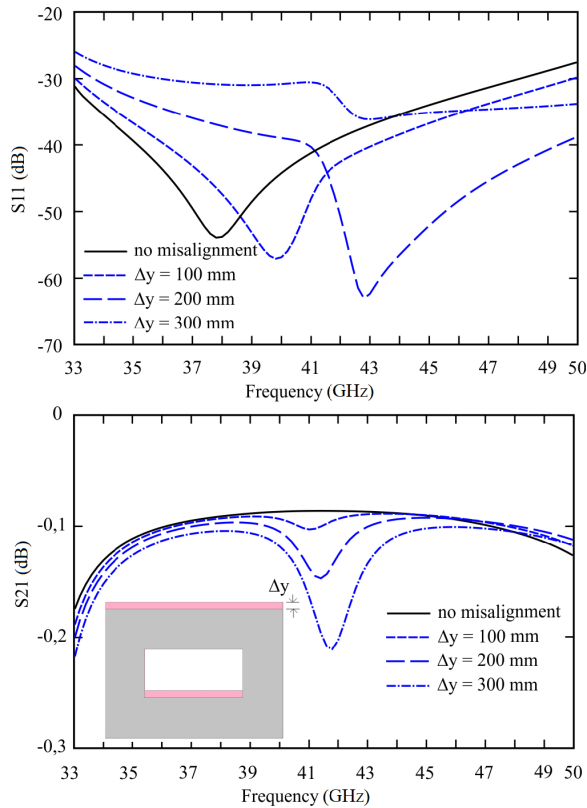 -20
-30
-40
-50
-60
-70
S11 (dB)
no misalignment
Δy = 100 mm
Δy = 200 mm
Δy = 300 mm
33 35 37 39 41 43 45 47 49 50
Frequency (GHz)
0
-0,1
-0,2
-0,3
S21 (dB)
Δy
no misalignment
Δy = 100 mm
Δy = 200 mm
Δy = 300 mm
33 35 37 39 41 43 45 47 49 50
Frequency (GHz)